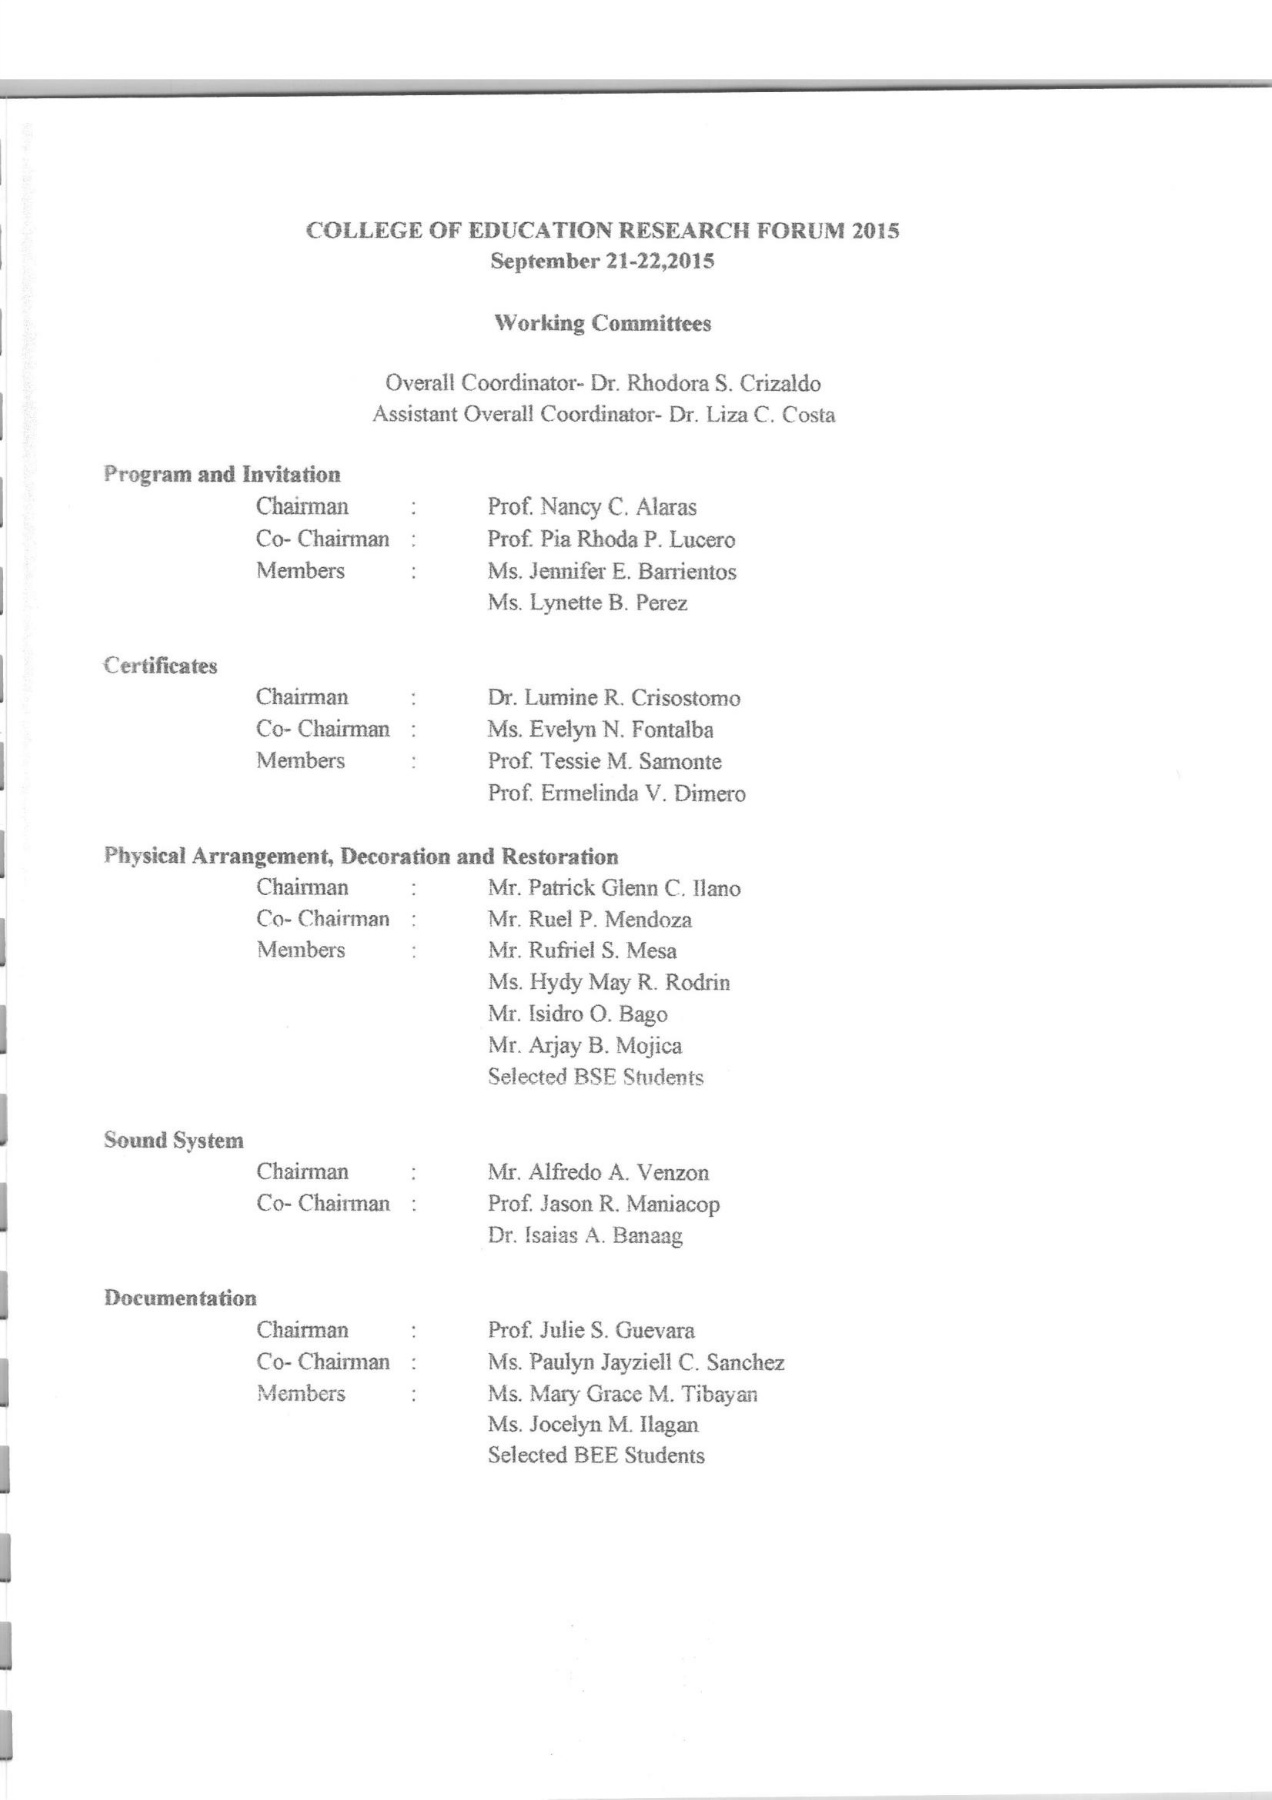 COLLEGE OF EDUCATION RESEARCH FORUM 2015
September 21-22,2015
Working Committees
Overall Coordinator- Dr. Rhodora S. Crizaldo
Assistant Overall Coordinator- Dr. Liza C. Costa
Program and Invitation
Chairman : Prof. Nancy C. Alaras
Co- Chairman : Prof. Pia Rhoda P. Lucero
Members : Ms. Jennifer E. Barrientos
Ms. Lynette B. Perez
Certificates
Chairman : Dr. Lumine R. Crisostomo
Co- Chairman : Ms. Evelyn N. Fontalba
Members : Prof. Tessie M. Samonte
Prof. Ermelinda V. Dimero
Physical Arrangement, Decoration and Restoration
Chairman : Mr. Patrick Glenn C. Ilano
Co- Chairman : Mr. Ruel P. Mendoza
Members : Mr. Rufriel S. Mesa
Ms. Hydy May R. Rodrin
Mr. Isidro O. Bago
Mr. Arjay B. Mojica
Selected BSE Students
Sound System
Chairman : Mr. Alfredo A. Venzon
Co- Chairman : Prof. Jason R. Maniacop
Dr. Isaias A. Banaag
Documentation
Chairman : Prof. Julie S. Guevara
Co- Chairman : Ms. Paulyn Jayziell C. Sanchez
Members : Ms. Mary Grace M. Tibayan
Ms. Jocelyn M. Ilagan
Selected BEE Students